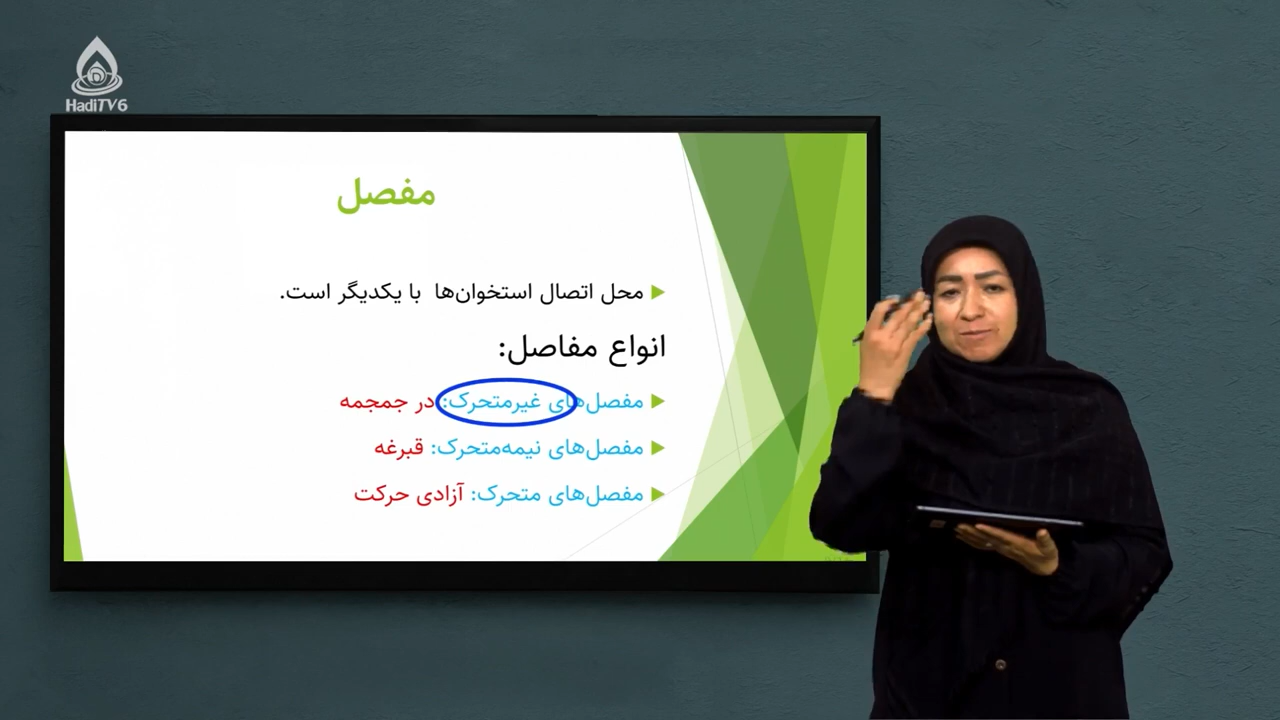 HadiTV6
مفصل
محل اتصال استخوان‌ها با یکدیگر است.
انواع مفاصل:
مفصل‌های غیرمتحرک: در جمجمه
مفصل‌های نیمه‌متحرک: قبرغه
مفصل‌های متحرک: آزادی حرکت